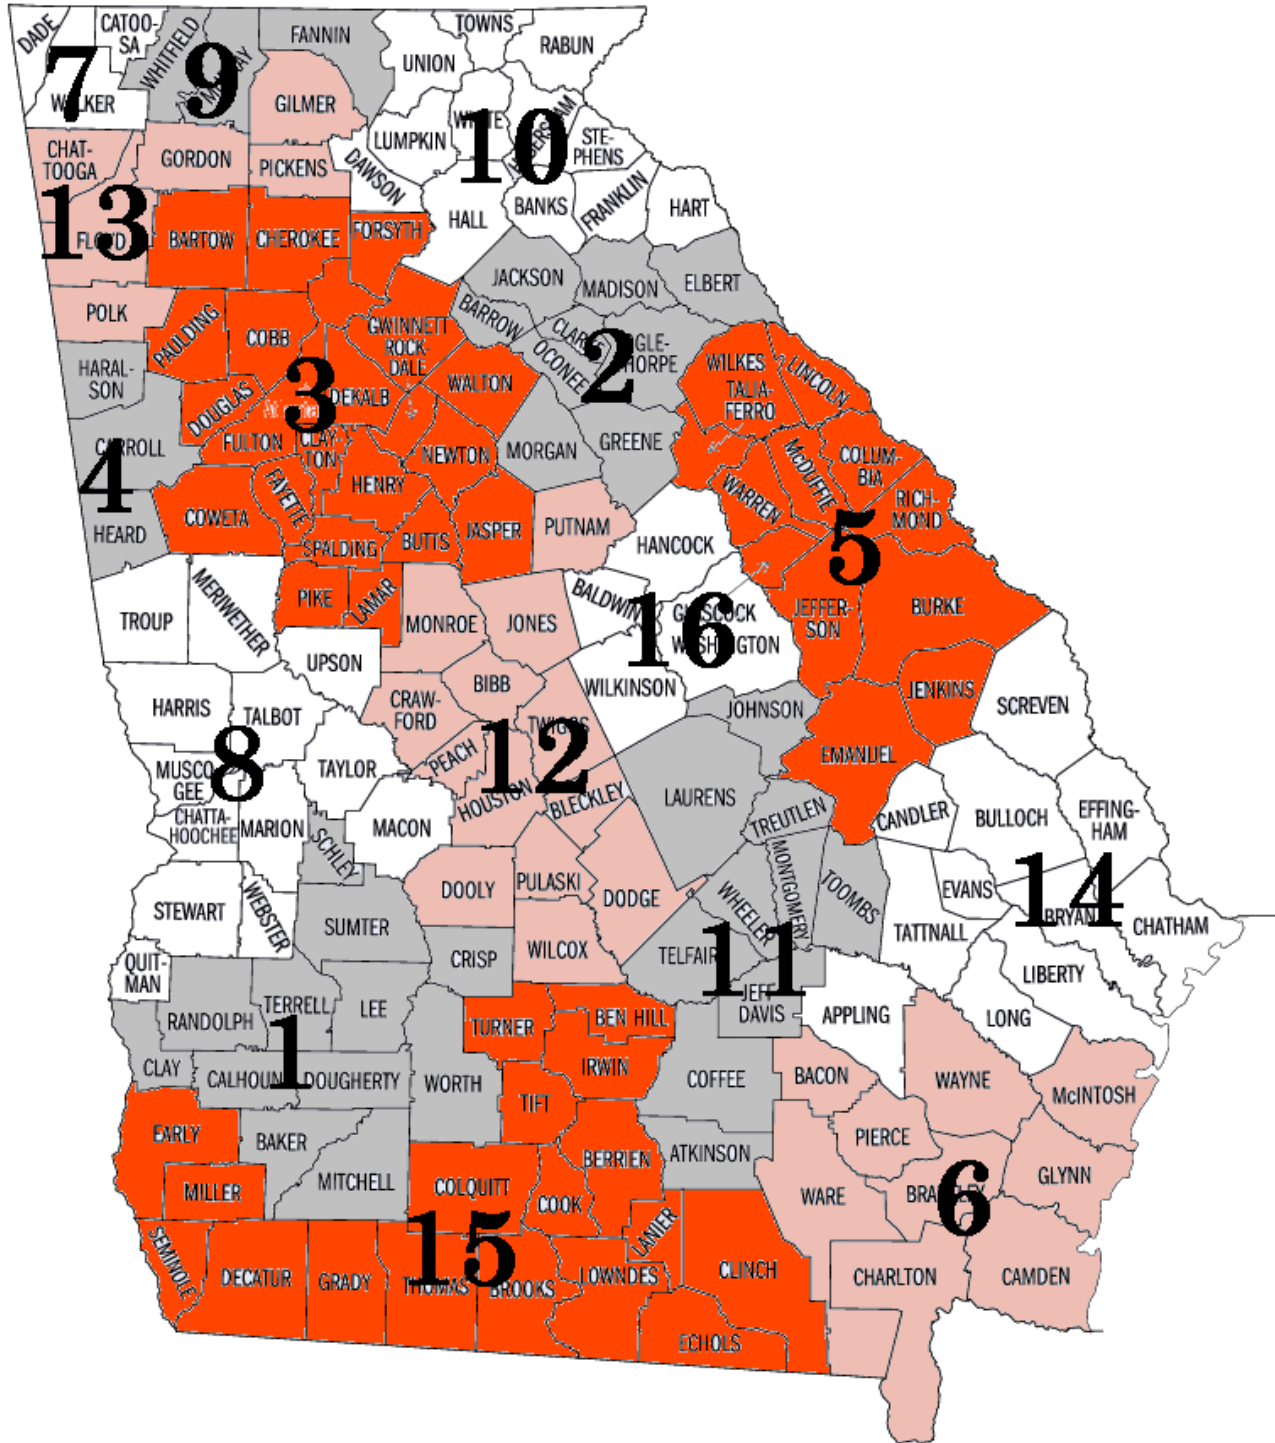 DADE
CATOO-
SA
WHITFIELD
MURRAY
FANNIN
TOWNS
RABUN
UNION
7
9
WALKER
GILMER
LUMPKIN
WHITE
10
HABERSHAM
STE-
PHENS
CHAT-
TOOGA
GORDON
PICKENS
DAWSON
BANKS
FRANKLIN
HART
HALL
13
FLOYD
BARTOW
CHEROKEE
FORSYTH
JACKSON
MADISON
ELBERT
POLK
PAULDING
COBB
GWINNETT
BARROW
CLARKE
OGLE-
THORPE
OCONEE
2
ROCK-
DALE
HARAL-
SON
3
DEKALB
WALTON
WILKES
LINCOLN
TALIA-
FERRO
DOUGLAS
Atlanta
FULTON
CLAY-
TON
NEWTON
MORGAN
GREENE
CARROLL
4
HENRY
FAYETTE
COLUM-
BIA
McDUFFIE
WARREN
RICH-
MOND
HEARD
COWETA
SPALDING
BUTTS
JASPER
PUTNAM
HANCOCK
5
TROUP
MERIWETHER
PIKE
LAMAR
MONROE
JONES
BALDWIN
GLASCOCK
16
WASHINGTON
JEFFER-
SON
BURKE
UPSON
BIBB
WILKINSON
JENKINS
SCREVEN
HARRIS
TALBOT
CRAW-
FORD
TWIGGS
JOHNSON
EMANUEL
MUSCO-
GEE
8
TAYLOR
PEACH
12
HOUSTON
BLECKLEY
LAURENS
TREUTLEN
CANDLER
BULLOCH
EFFING-
HAM
CHATTA-
HOOCHEE
MARION
SCHLEY
MACON
MONTGOMERY
TOOMBS
DOOLY
PULASKI
DODGE
WHEELER
EVANS
14
BRYAN
CHATHAM
STEWART
WEBSTER
SUMTER
TATTNALL
CRISP
WILCOX
TELFAIR
11
LIBERTY
QUIT-
MAN
RANDOLPH
TERRELL
LEE
TURNER
BEN HILL
JEFF
DAVIS
APPLING
LONG
CLAY
CALHOUN
1
DOUGHERTY
WORTH
IRWIN
COFFEE
BACON
WAYNE
McINTOSH
TIFT
EARLY
BAKER
PIERCE
BERRIEN
ATKINSON
MILLER
MITCHELL
COLQUITT
COOK
WARE
BRANTLEY
6
GLYNN
15
LANIER
SEMINOLE
DECATUR
GRADY
THOMAS
BROOKS
LOWNDES
CLINCH
CHARLTON
CAMDEN
ECHOLS